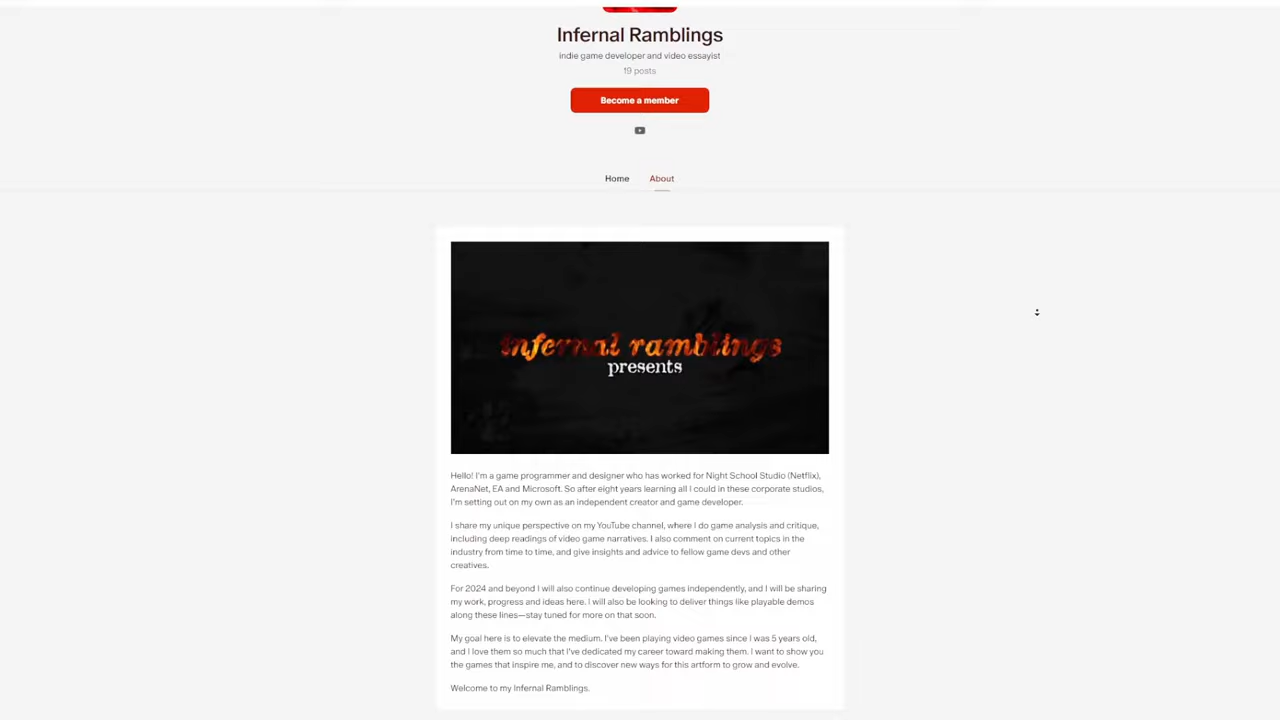 Infernal Ramblings
indie game developer and video essayist
19 posts
Become a member
Home About
infernal ramblings
presents
Hello! I'm a game programmer and designer who has worked for Night School Studio (Netflix),
ArenaNet, EA and Microsoft. So after eight years learning all I could in these corporate studios,
I'm setting out on my own as an independent creator and game developer.
I share my unique perspective on my YouTube channel, where I do game analysis and critique,
including deep readings of video game narratives. I also comment on current topics in the
industry from time to time, and give insights and advice to fellow game devs and other
creatives.
For 2024 and beyond I will also continue developing games independently, and I will be sharing
my work, progress and ideas here. I will also be looking to deliver things like playable demos
along these lines—stay tuned for more on that soon.
My goal here is to elevate the medium. I've been playing video games since I was 5 years old,
and I love them so much that I've dedicated my career toward making them. I want to show you
the games that inspire me, and to discover new ways for this artform to grow and evolve.
Welcome to my Infernal Ramblings.